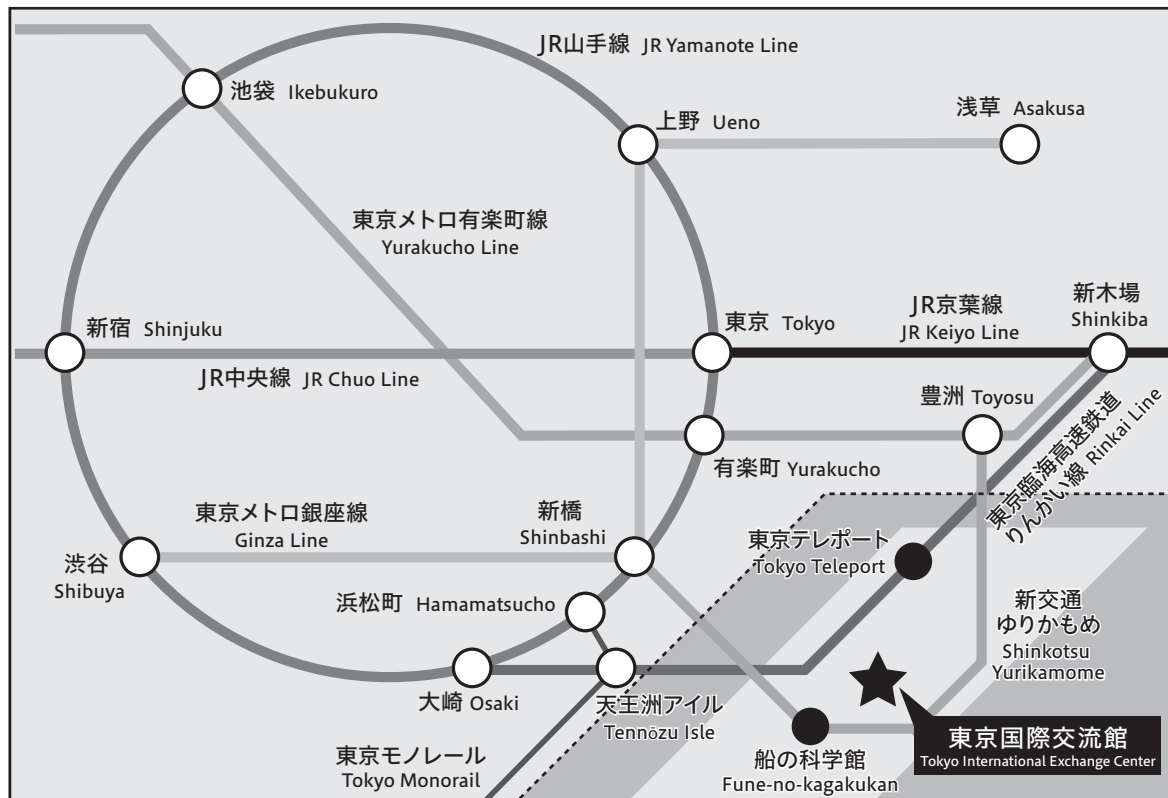 JR山手線 JR Yamanote Line
池袋 Ikebukuro
上野 Ueno
浅草 Asakusa
東京メトロ有楽町線
Yurakucho Line
新宿 Shinjuku
東京 Tokyo
JR京葉線
JR Keiyo Line
新木場
Shinkiba
JR中央線 JR Chuo Line
豊洲 Toyosu
有楽町 Yurakucho
東京臨海高速鉄道
りんかい線 Rinkai Line
東京メトロ銀座線
Ginza Line
新橋
Shinbashi
東京テレポート
Tokyo Teleport
渋谷
Shibuya
浜松町 Hamamatsucho
新交通
ゆりかもめ
Shinkotsu
Yurikamome
大崎 Osaki
天王洲アイル
Tennōzu Isle
東京モノレール
Tokyo Monorail
船の科学館
Fune-no-kagakukan
東京国際交流館
Tokyo International Exchange Center